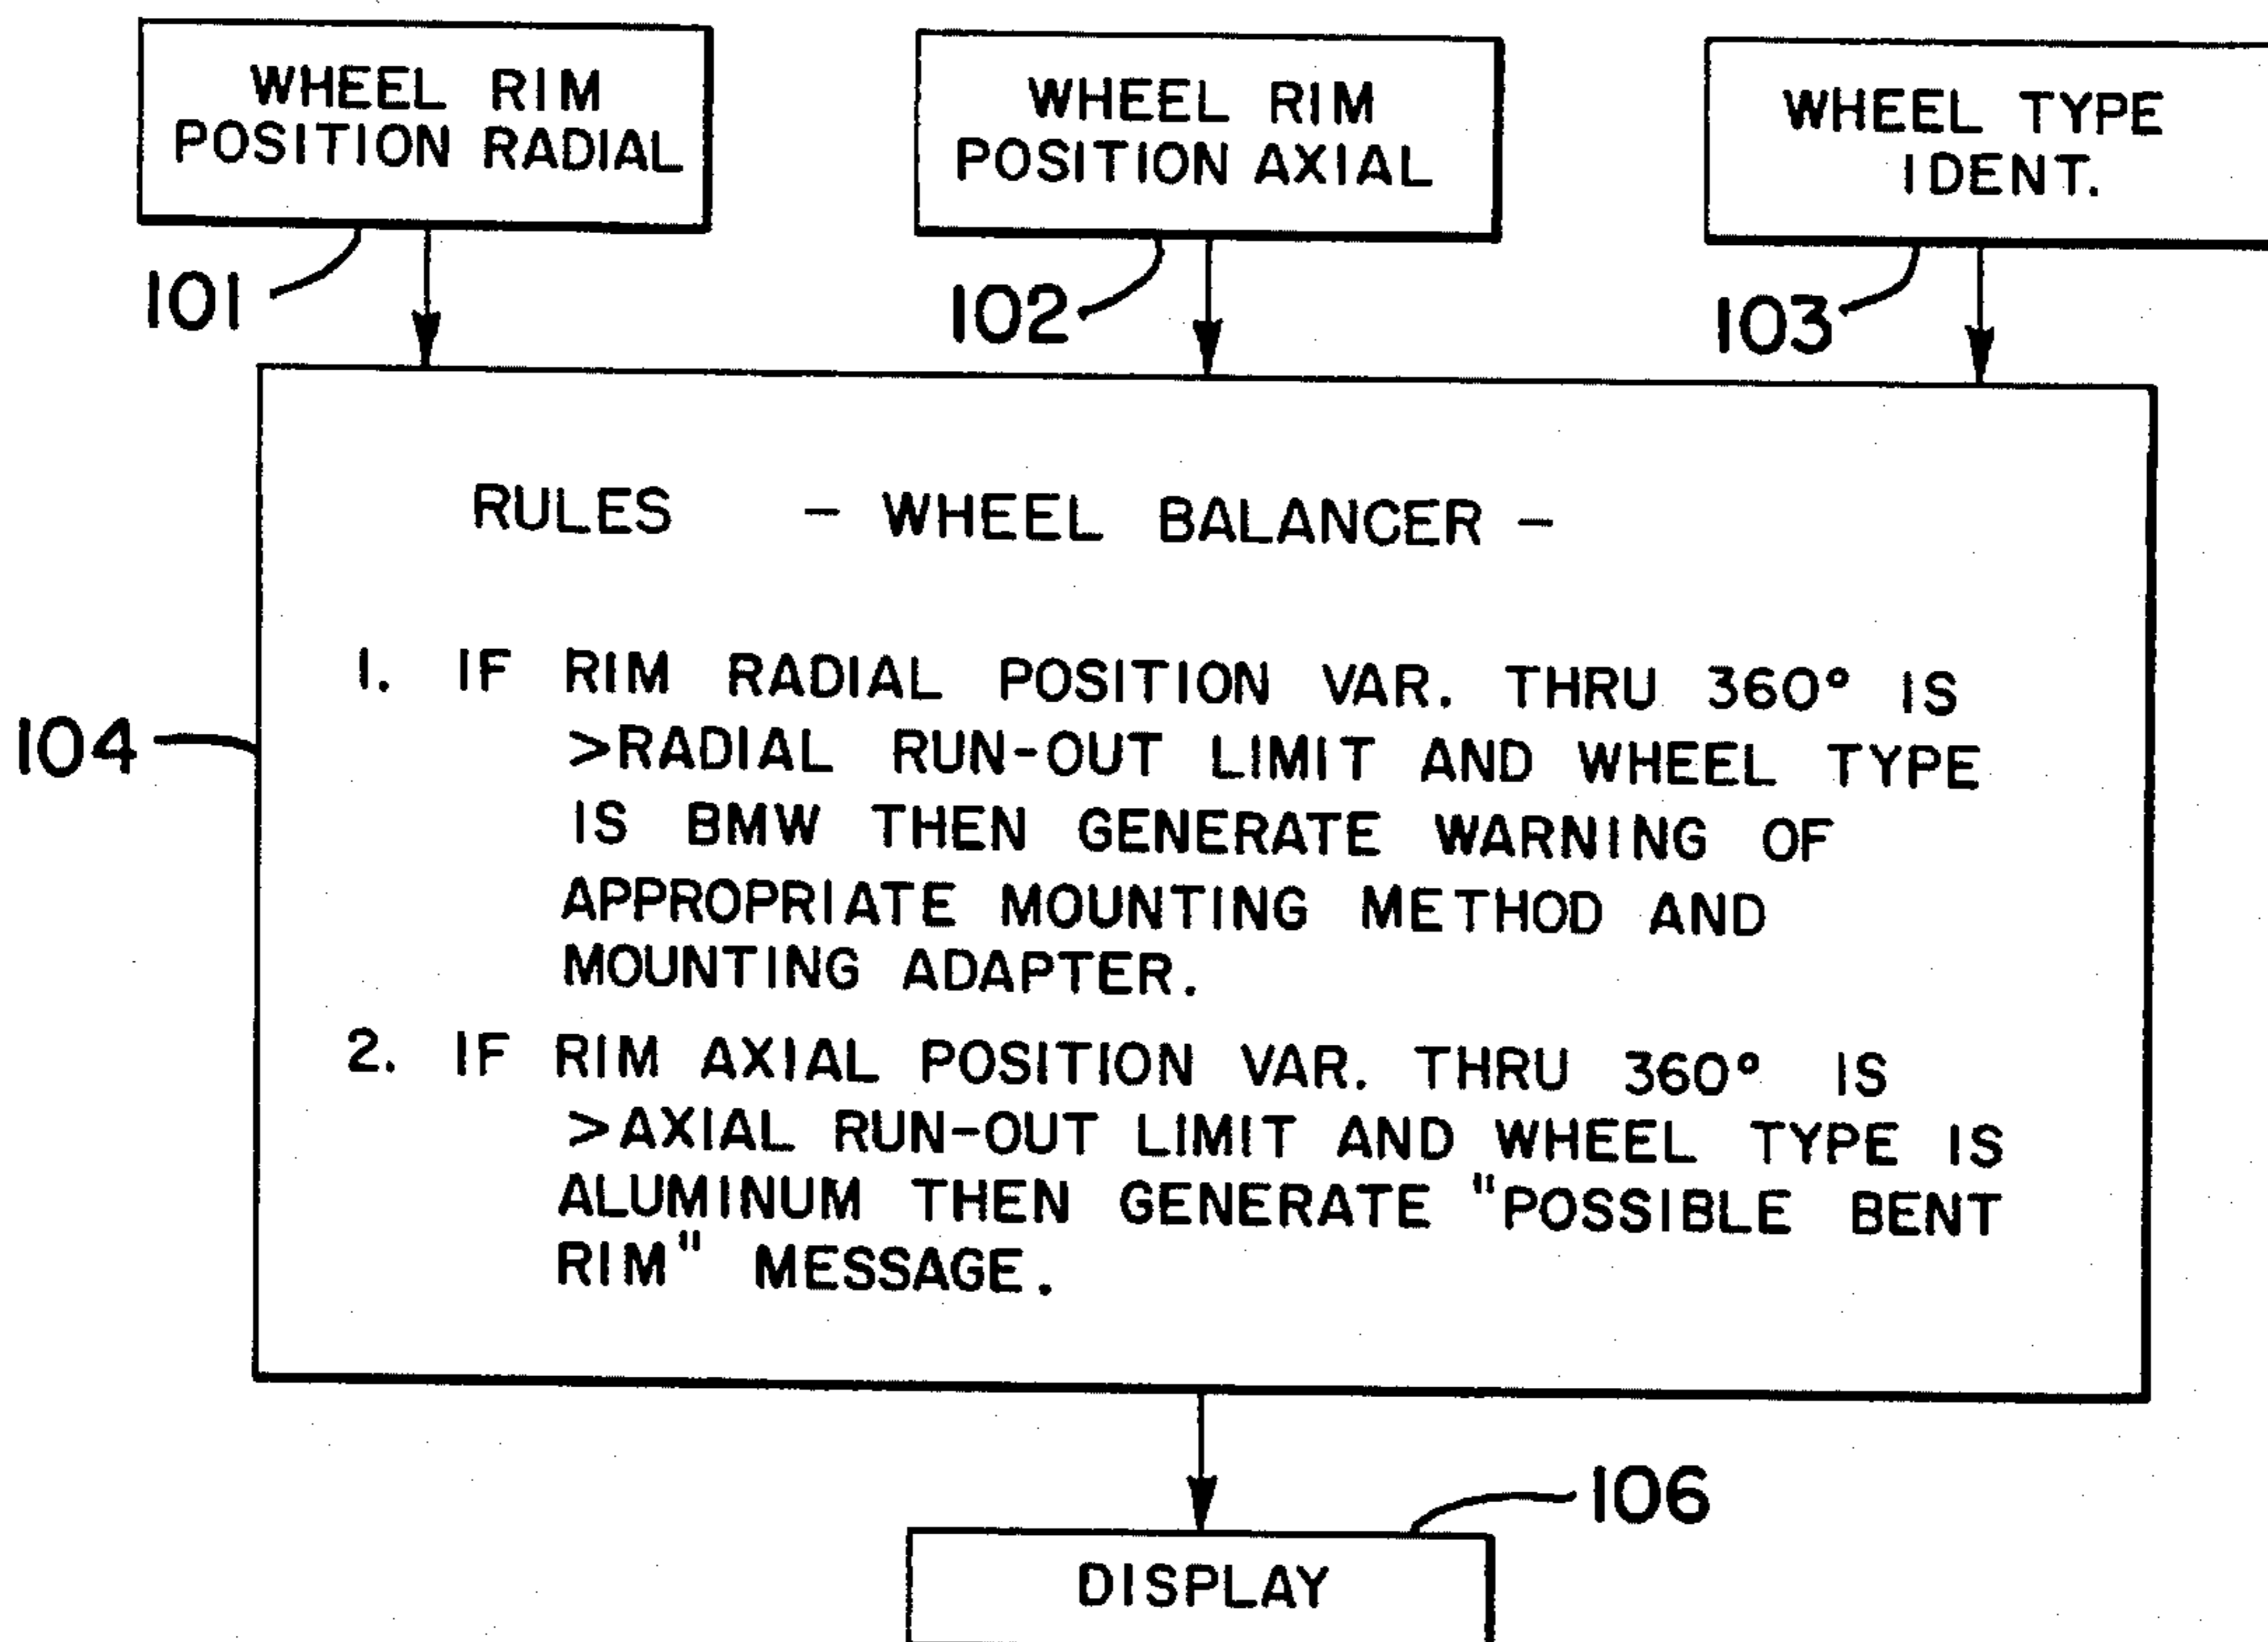 WHEEL RIM
POSITION RADIAL
WHEEL RIM
POSITION AXIAL
WHEEL TYPE
IDENT.
101
102
103
RULES - WHEEL BALANCER -
1. IF RIM RADIAL POSITION VAR. THRU 360° IS
>RADIAL RUN-OUT LIMIT AND WHEEL TYPE
IS BMW THEN GENERATE WARNING OF
APPROPRIATE MOUNTING METHOD AND
MOUNTING ADAPTER.
104
2. IF RIM AXIAL POSITION VAR. THRU 360° IS
>AXIAL RUN-OUT LIMIT AND WHEEL TYPE IS
ALUMINUM THEN GENERATE "POSSIBLE BENT
RIM" MESSAGE.
106
DISPLAY